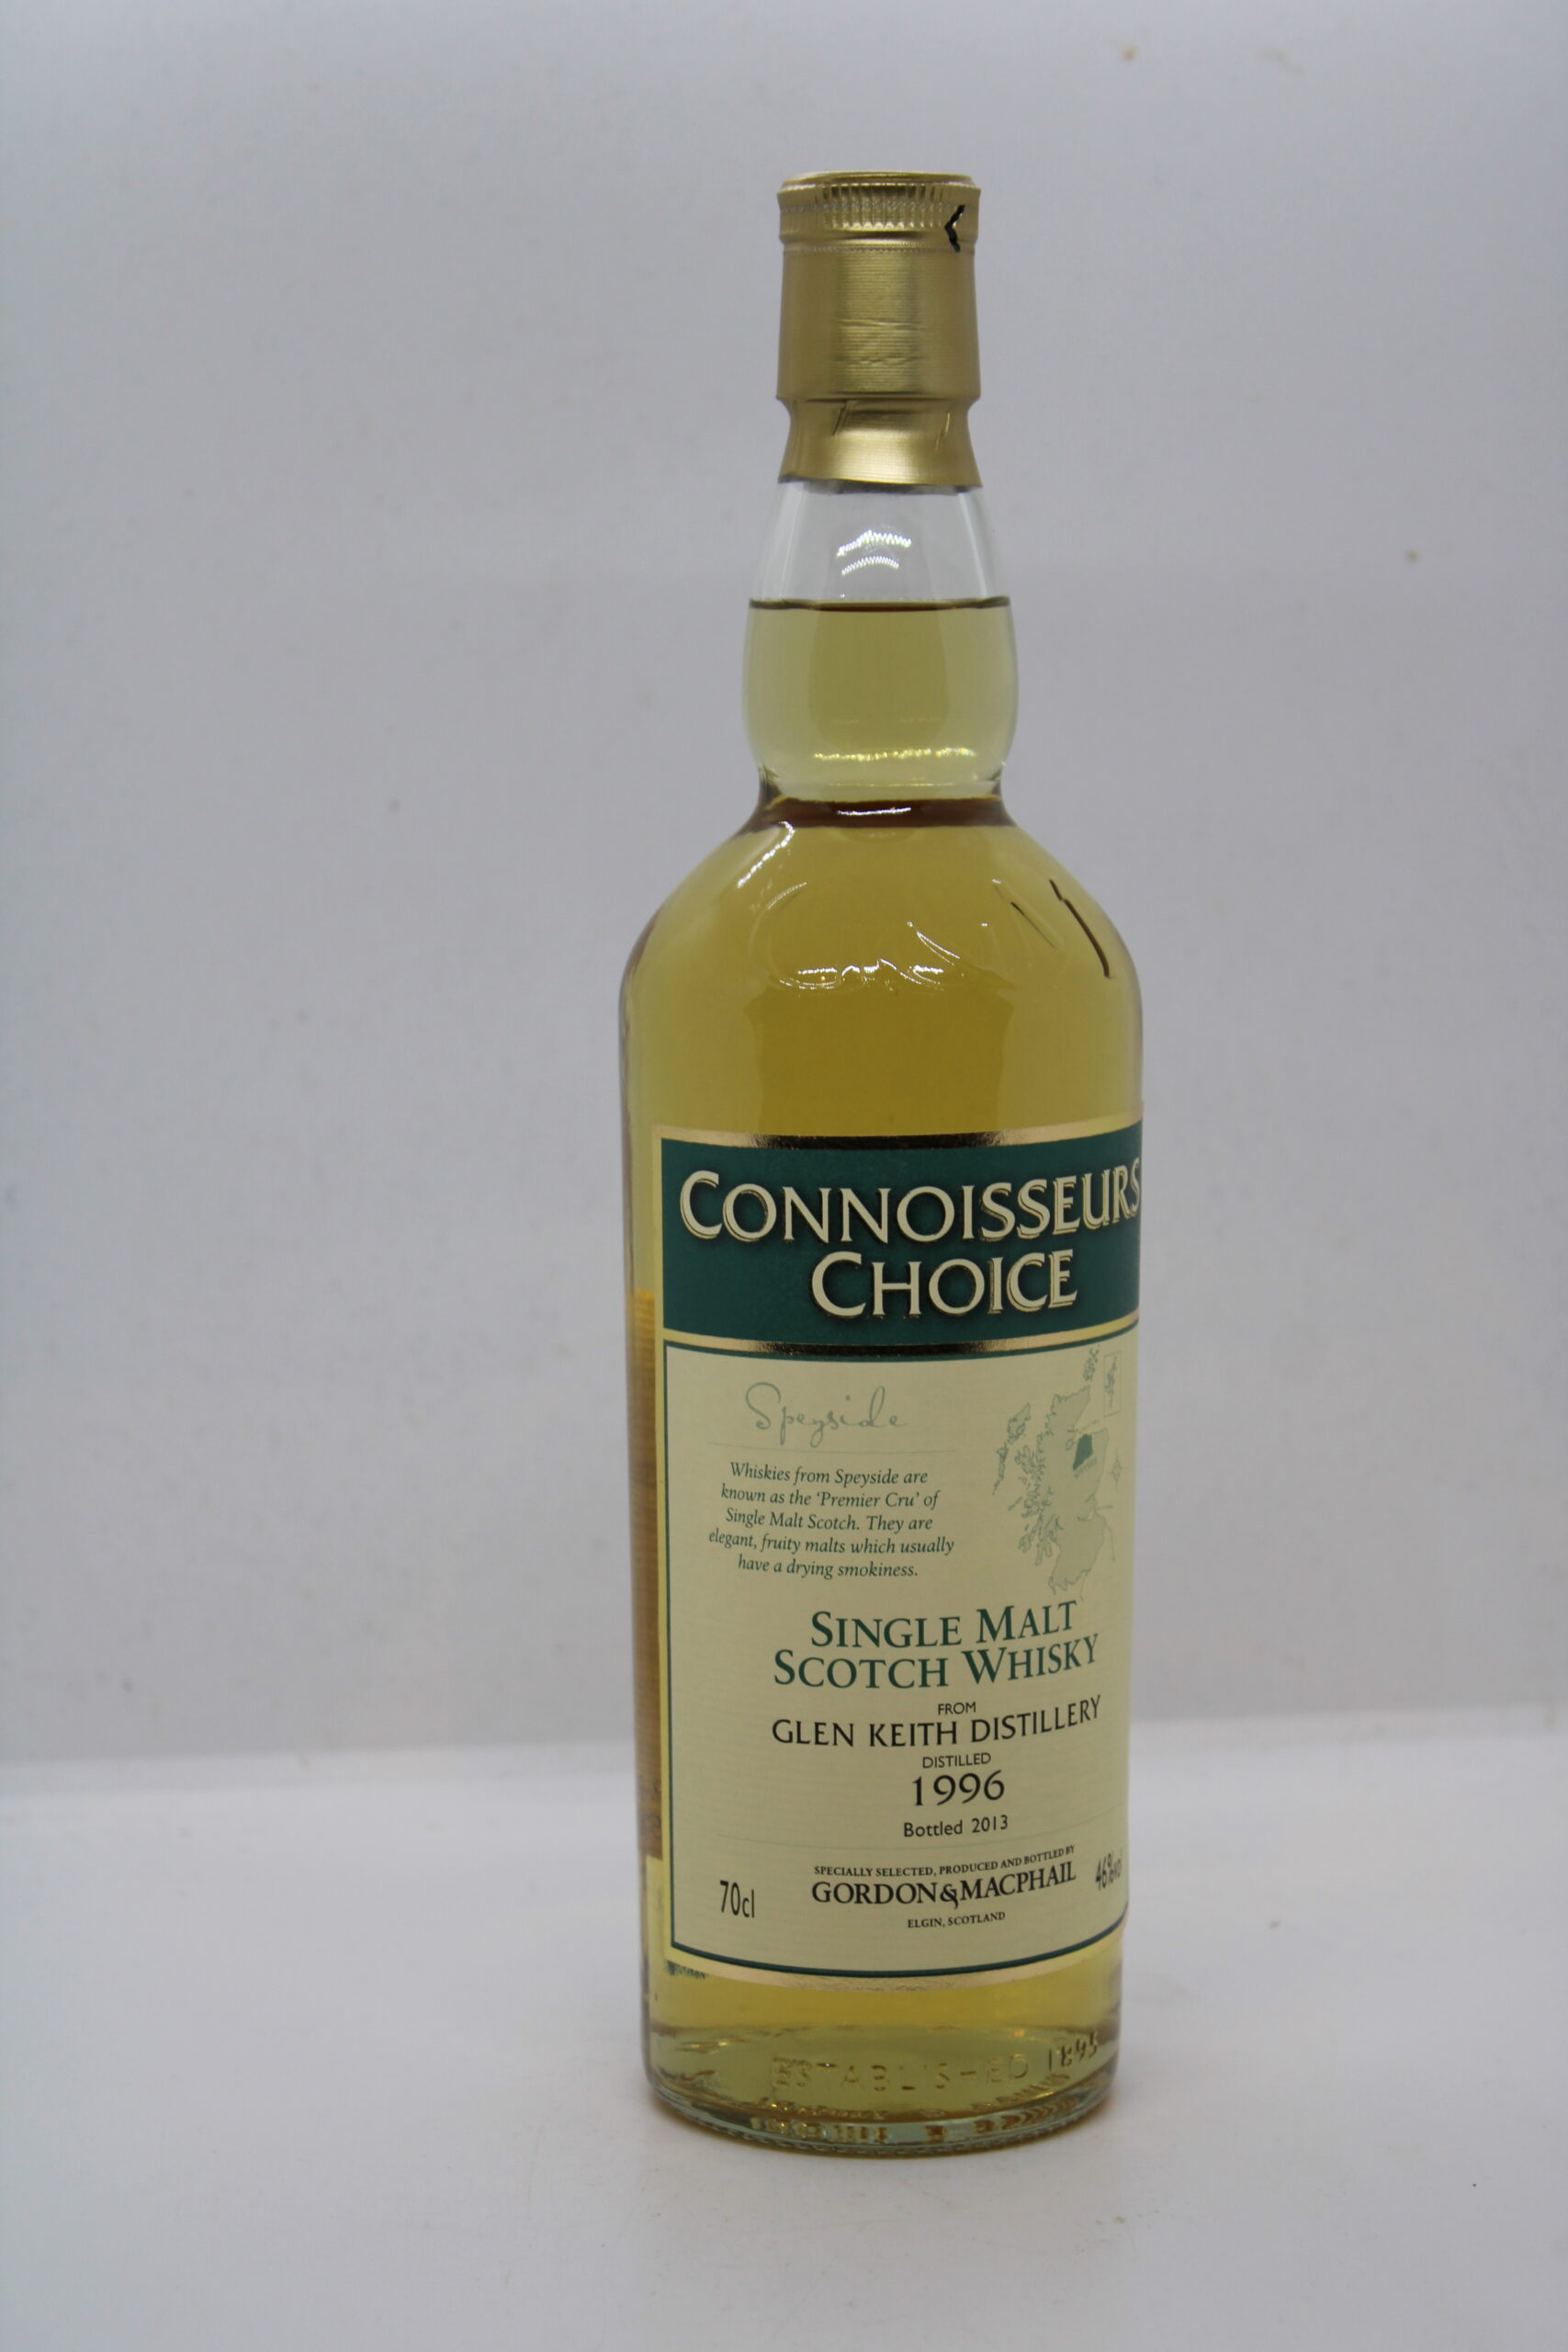 CONNOISSEURS
CHOICE
Speyside
Whiskies from Speyside are
known as the ‘Premier Cru’ of
Single Malt Scotch. They are
elegant, fruity malts which usually
have a drying smokiness.
SINGLE MALT
SCOTCH WHISKY
FROM
GLEN KEITH DISTILLERY
DISTILLED
1996
Bottled 2013
SPECIALLY SELECTED, PRODUCED AND BOTTLED BY
GORDON & MACPHAIL
ELGIN, SCOTLAND
70cl
46%vol
ESTABLISHED 1895